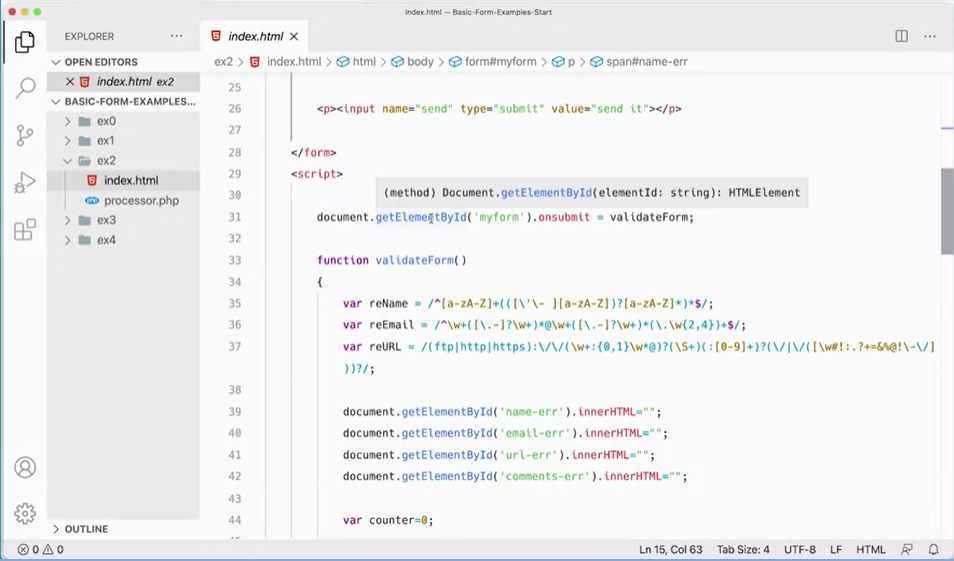 index.html — Basic-Form-Examples-Start
EXPLORER
index.html
OPEN EDITORS
index.html ex2
BASIC-FORM-EXAMPLES...
ex0
ex1
ex2
index.html
processor.php
ex3
ex4
OUTLINE
ex2 > index.html > html > body > form#myform > p > span#name-err
25
26 <p><input name="send" type="submit" value="send it"></p>
27
28 </form>
29 <script>
(method) Document.getElementById(elementId: string): HTMLElement
30
31 document.getElementById('myform').onsubmit = validateForm;
32
33 function validateForm()
34 {
35 var reName = /^[a-zA-Z]+(([\'\- ][a-zA-Z])?[a-zA-Z]*)*$/;
36 var reEmail = /^\w+([\.-]?\w+)*@\w+([\.-]?\w+)*(\.\w{2,4})+$/;
37 var reURL = /(ftp|http|https):\/\/(\w+:{0,1}\w*@)?(\S+)(:[0-9]+)?(\/|\/([\w#!:.?+=&%@!\-\/]
))?/;
38
39 document.getElementById('name-err').innerHTML="";
40 document.getElementById('email-err').innerHTML="";
41 document.getElementById('url-err').innerHTML="";
42 document.getElementById('comments-err').innerHTML="";
43
44 var counter=0;
0 0
Ln 15, Col 63 Tab Size: 4 UTF-8 LF HTML